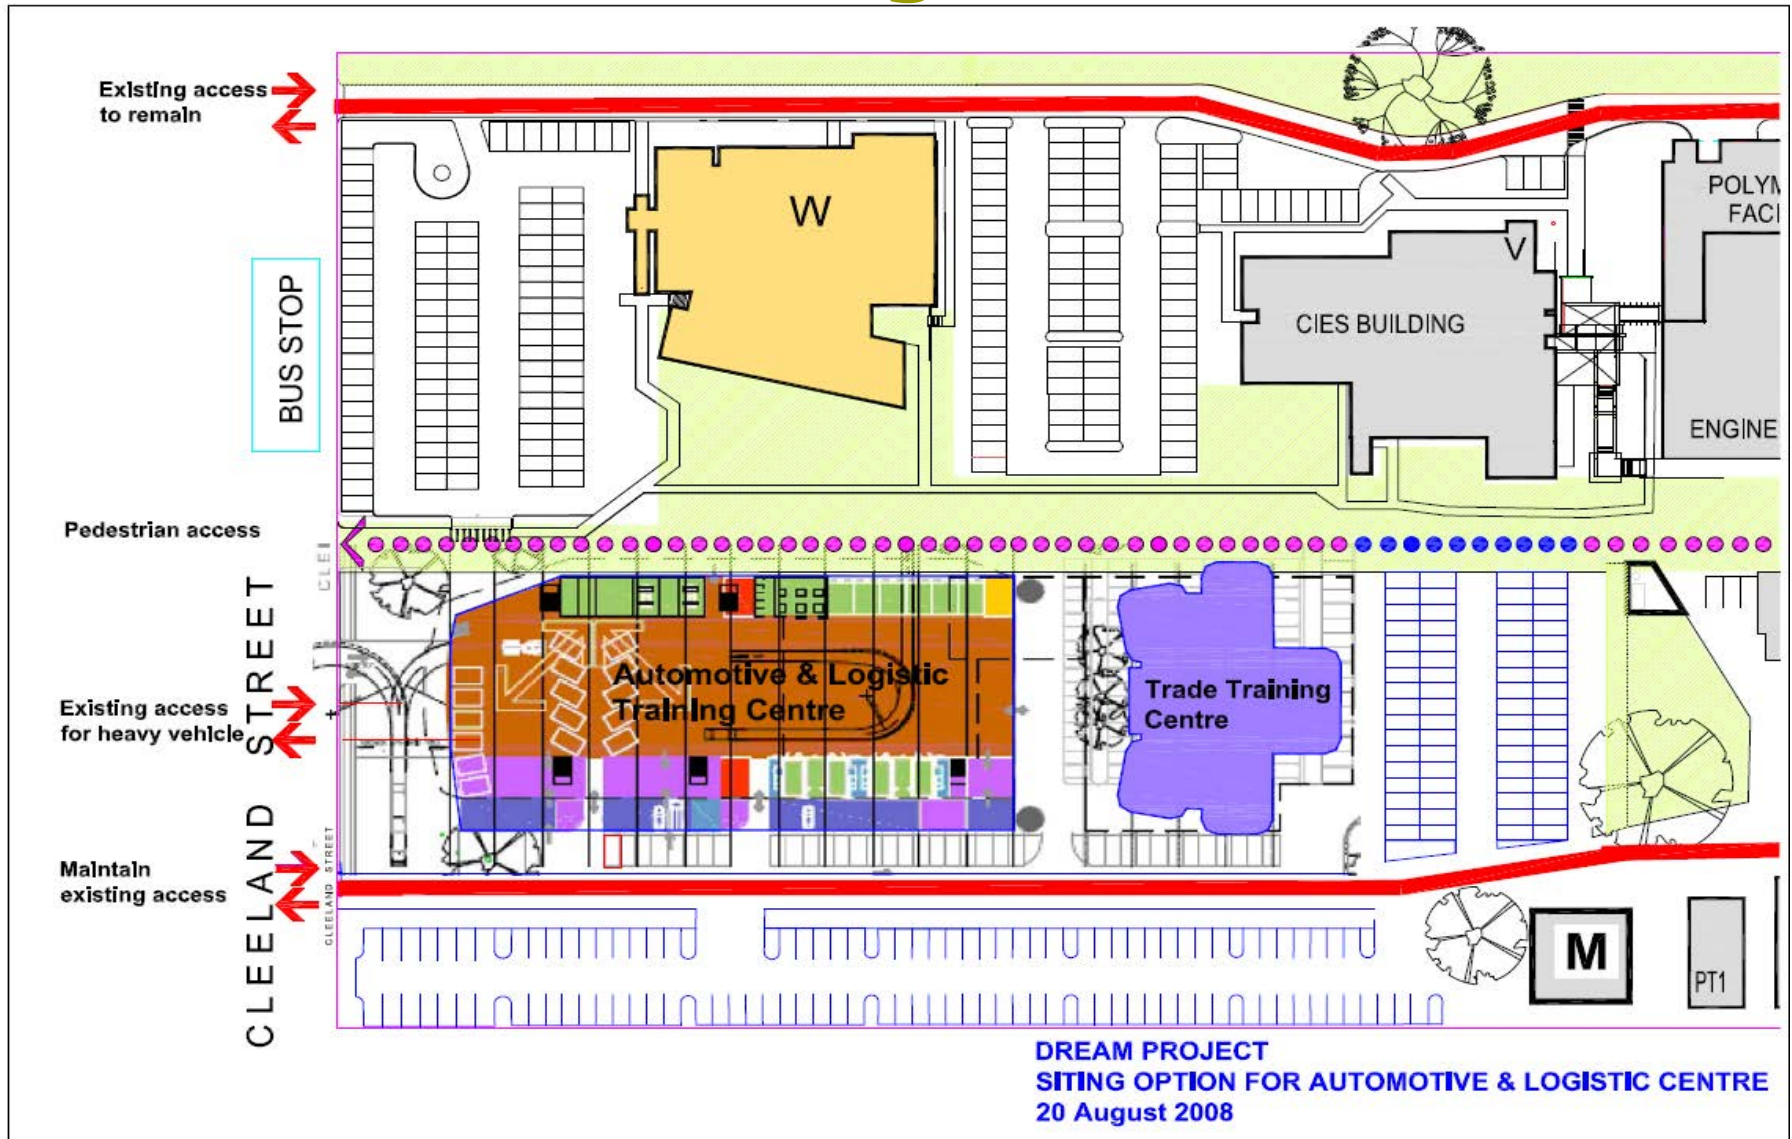 Existing access
to remain
W
POLYM
FACI
V
CIES BUILDING
BUS STOP
ENGINE
Pedestrian access
CLEI
Automotive & Logistic
Training Centre
Trade Training
Centre
Existing access
for heavy vehicle
CLEELAND STREET
Maintain
existing access
CLEELAND STREET
M
PT1
DREAM PROJECT
SITING OPTION FOR AUTOMOTIVE & LOGISTIC CENTRE
20 August 2008